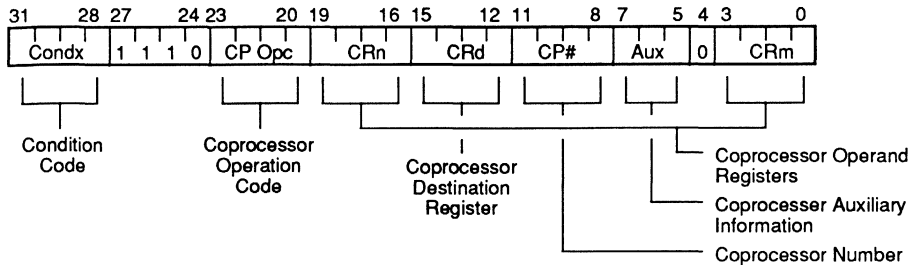 31 28 27 24 23 20 19 16 15 12 11 8 7 5 4 3 0
Condx 1 1 1 0 CP Opc CRn CRd CP# Aux 0 CRm
Condition
Code
Coprocessor
Operation
Code
Coprocessor
Destination
Register
Coprocessor Operand
Registers
Coprocesser Auxiliary
Information
Coprocessor Number